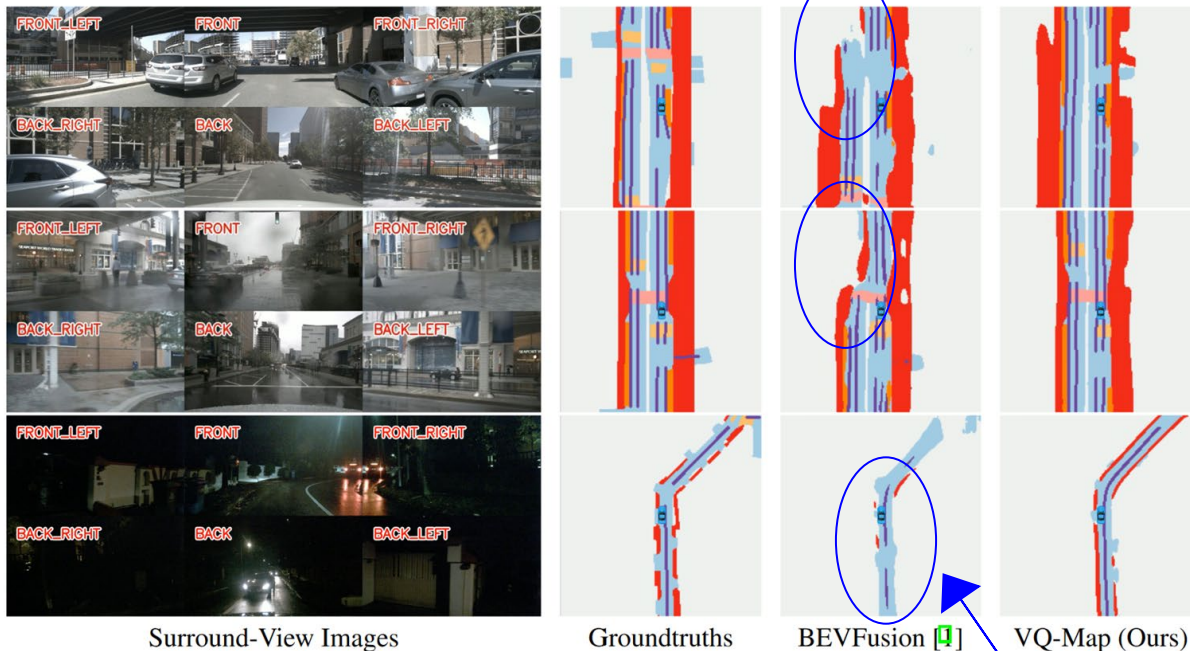 FRONT_LEFT FRONT FRONT_RIGHT
BACK_RIGHT BACK BACK_LEFT
FRONT_LEFT FRONT FRONT_RIGHT
BACK_RIGHT BACK BACK_LEFT
FRONT_LEFT FRONT FRONT_RIGHT
BACK_RIGHT BACK BACK_LEFT
Surround-View Images Groundtruths BEVFusion [1] VQ-Map (Ours)